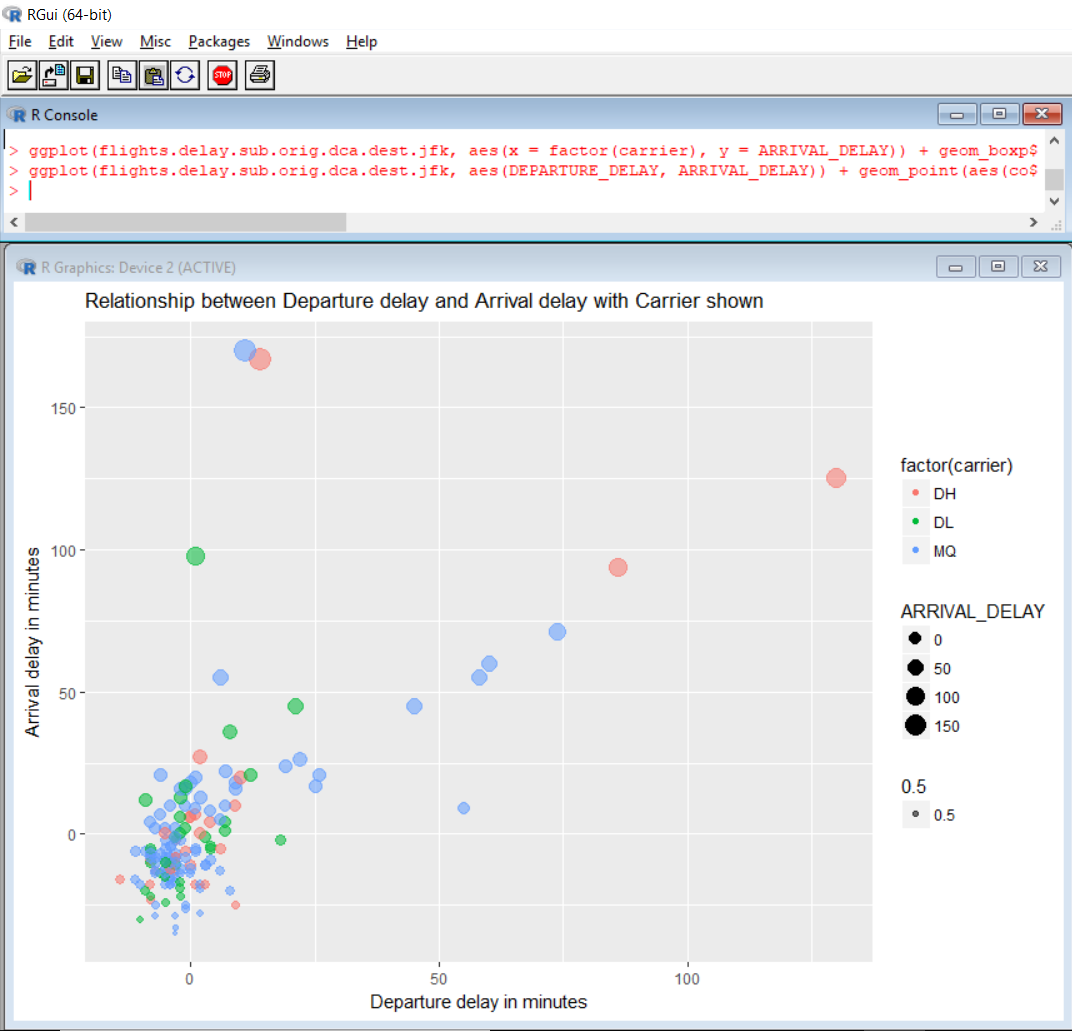 RGui (64-bit)
File Edit View Misc Packages Windows Help
STOP
R Console
> ggplot(flights.delay.sub.orig.dca.dest.jfk, aes(x = factor(carrier), y = ARRIVAL_DELAY)) + geom_boxp$
> ggplot(flights.delay.sub.orig.dca.dest.jfk, aes(DEPARTURE_DELAY, ARRIVAL_DELAY)) + geom_point(aes(co$
>
R Graphics: Device 2 (ACTIVE)
Relationship between Departure delay and Arrival delay with Carrier shown
Arrival delay in minutes
150
100
50
0
0 50 100
Departure delay in minutes
factor(carrier)
DH
DL
MQ
ARRIVAL_DELAY
0
50
100
150
0.5
0.5